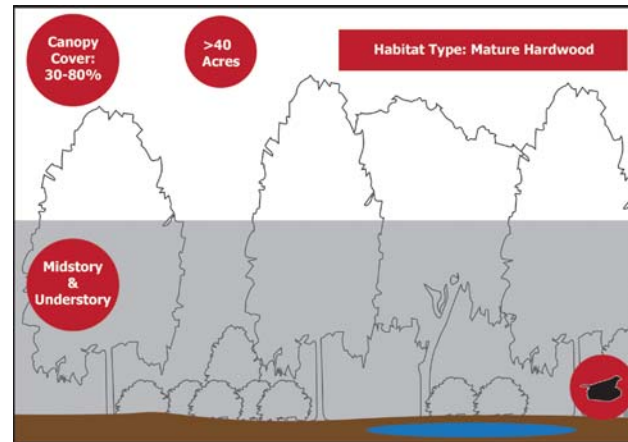 Canopy
Cover:
30-80%
>40
Acres
Habitat Type: Mature Hardwood
Midstory
&
Understory